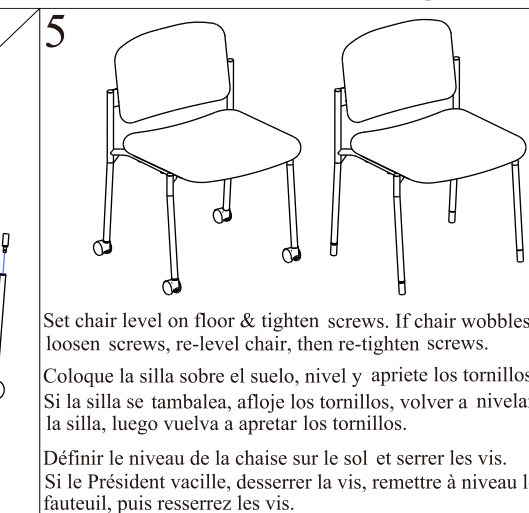 5
Set chair level on floor & tighten screws. If chair wobbles
loosen screws, re-level chair, then re-tighten screws.
Coloque la silla sobre el suelo, nivel y apriete los tornillos
Si la silla se tambalea, afloje los tornillos, volver a nivelar
la silla, luego vuelva a apretar los tornillos.
Définir le niveau de la chaise sur le sol et serrer les vis.
Si le Président vacille, desserrer la vis, remettre à niveau l
fauteuil, puis resserrez les vis.